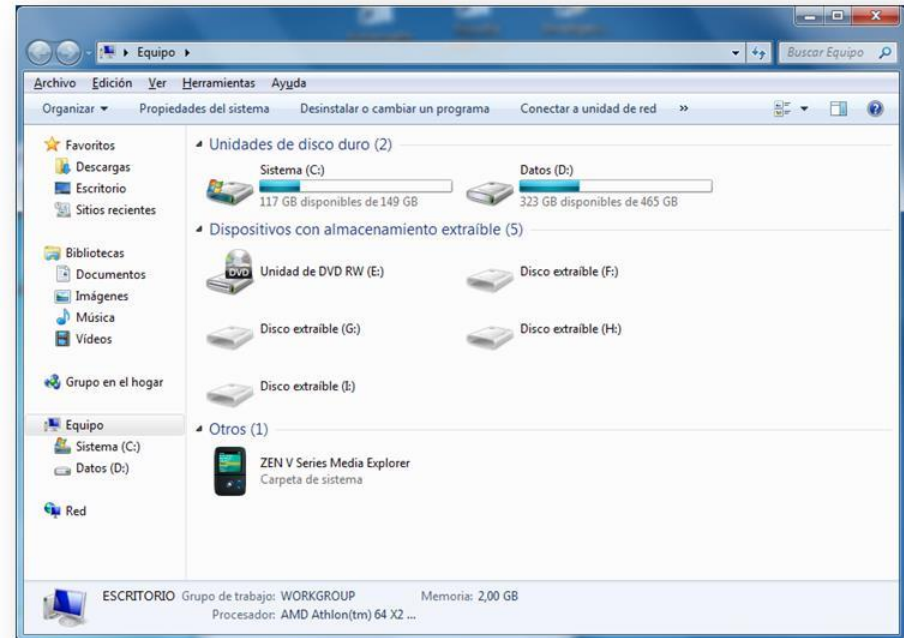 Equipo
Buscar Equipo
Archivo Edición Ver Herramientas Ayuda
Organizar Propiedades del sistema Desinstalar o cambiar un programa Conectar a unidad de red »
Favoritos
Descargas
Escritorio
Sitios recientes
Bibliotecas
Documentos
Imágenes
Música
Vídeos
Grupo en el hogar
Equipo
Sistema (C:)
Datos (D:)
Red
Unidades de disco duro (2)
Sistema (C:)
117 GB disponibles de 149 GB
Datos (D:)
323 GB disponibles de 465 GB
Dispositivos con almacenamiento extraíble (5)
DVD
Unidad de DVD RW (E:)
Disco extraíble (F:)
Disco extraíble (G:)
Disco extraíble (H:)
Disco extraíble (I:)
Otros (1)
ZEN V Series Media Explorer
Carpeta de sistema
ESCRITORIO Grupo de trabajo: WORKGROUP Memoria: 2,00 GB
Procesador: AMD Athlon(tm) 64 X2 ...